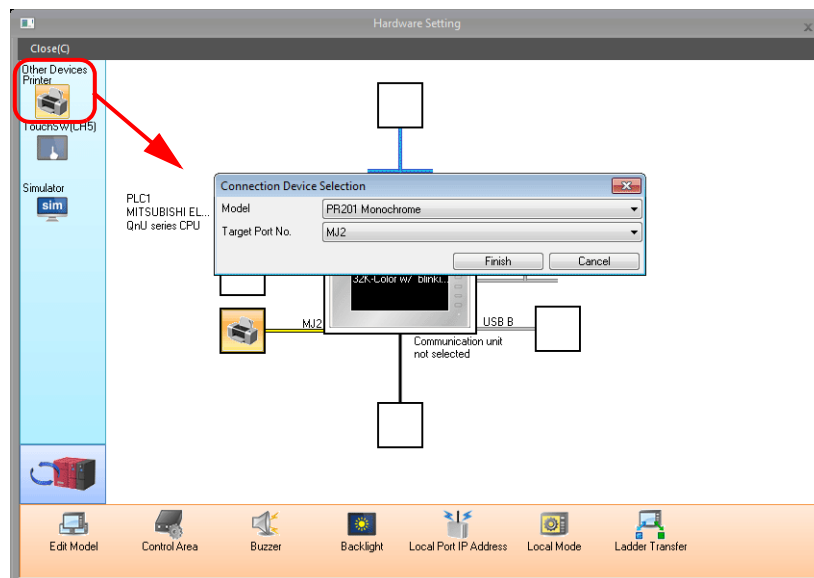 Hardware Setting
Close(C)
Other Devices
Printer
TouchSW(CH5)
Simulator
sim
PLC1
MITSUBISHI EL...
QnU series CPU
Connection Device Selection
Model
PR201 Monochrome
Target Port No.
MJ2
Finish
Cancel
32K-Color w/ blinki...
MJ2
USB B
Communication unit
not selected
Edit Model
Control Area
Buzzer
Backlight
Local Port IP Address
Local Mode
Ladder Transfer